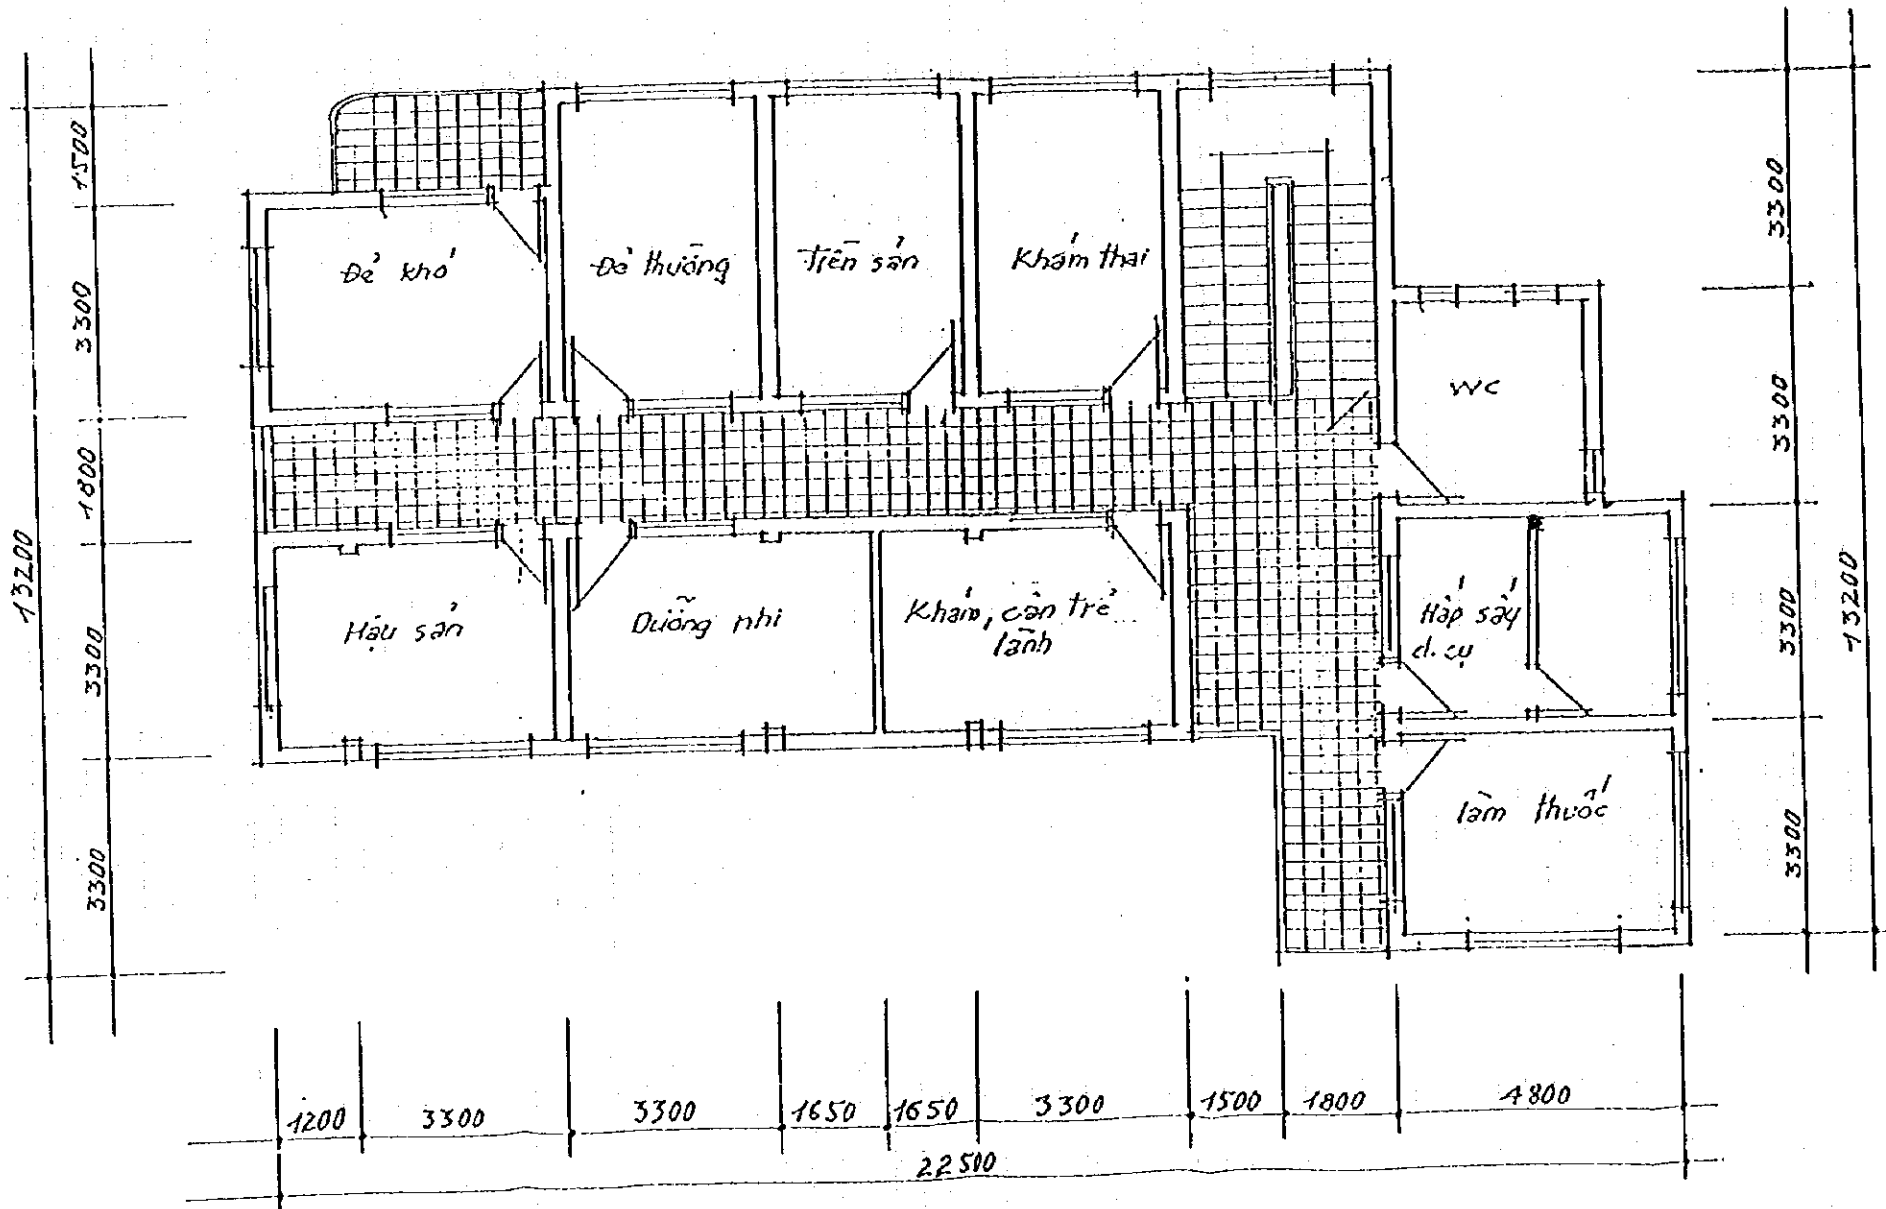 Đẻ khó
Đẻ thường
Tiền sản
Khám thai
WC
Hậu sản
Dưỡng nhi
Khám, cân trẻ
lành
Hấp sấy
d. cụ
làm thuốc
1500
3300
1800
3300
3300
13200
3300
3300
3300
3300
13200
1200
3300
3300
1650
1650
3300
1500
1800
4800
22500